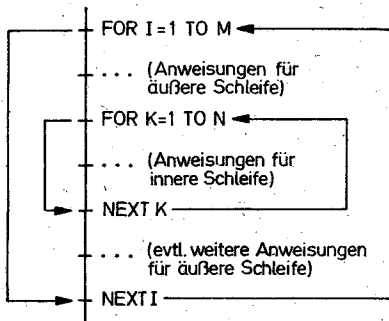 FOR I=1 TO M
... (Anweisungen für
äußere Schleife)
FOR K=1 TO N
... (Anweisungen für
innere Schleife)
NEXT K
... (evtl. weitere Anweisungen
für äußere Schleife)
NEXT I